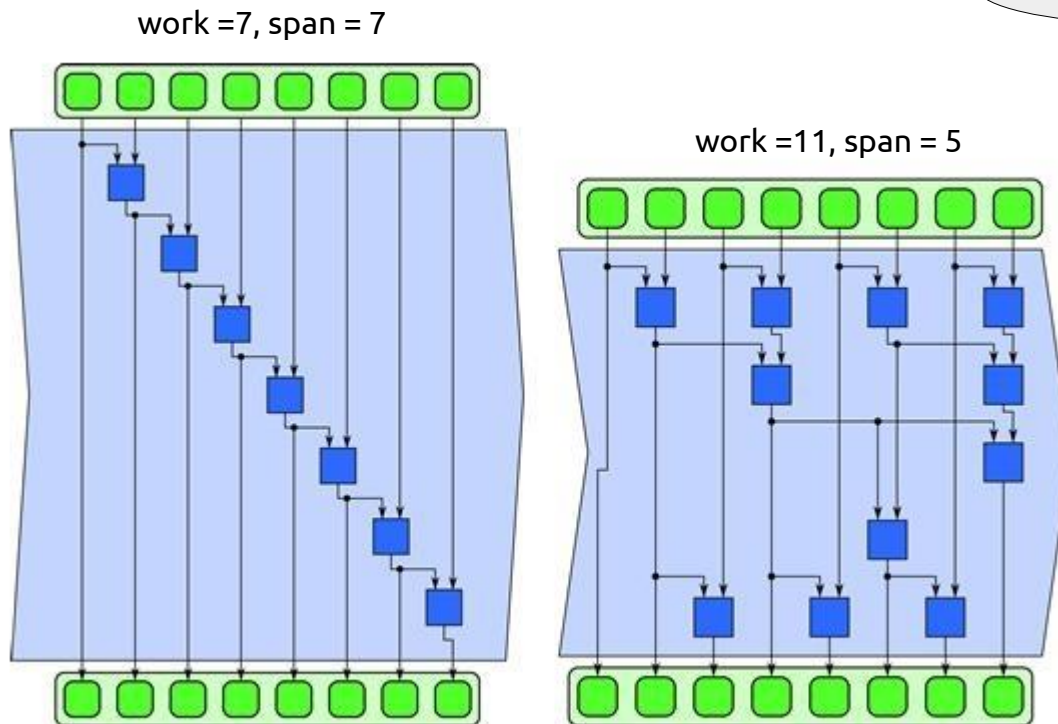 work =7, span = 7
work =11, span = 5